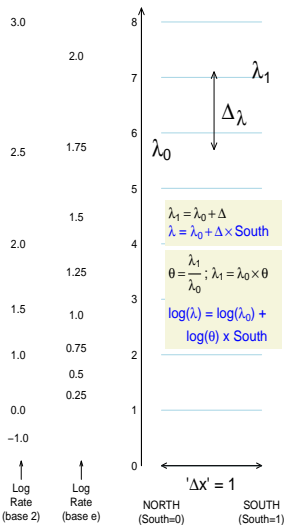 3.0
2.5
2.0
1.5
1.0
0.0
−1.0
Log
Rate
(base 2)
2.0
1.75
1.5
1.25
1.0
0.75
0.5
0.25
Log
Rate
(base e)
8
7
6
5
4
3
2
1
0
λ1
Δλ
λ0
λ1 = λ0 + Δ
λ = λ0 + Δ × South
θ = λ1/λ0 ; λ1 = λ0 × θ
log(λ) = log(λ0) +
log(θ) x South
'Δx' = 1
NORTH
(South=0)
SOUTH
(South=1)